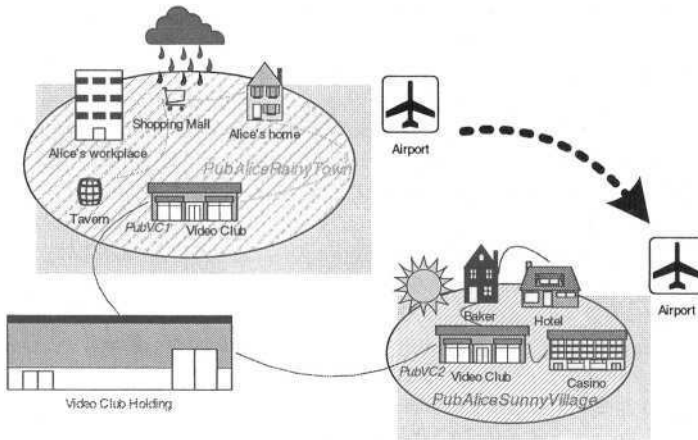 Shopping Mall
Alice's home
Alice's workplace
PubAliceRainyTown
Tavern
PubVC1
Video Club
Airport
Airport
Baker
Hotel
PubVC2
Video Club
Casino
PubAliceSunnyVillage
Video Club Holding